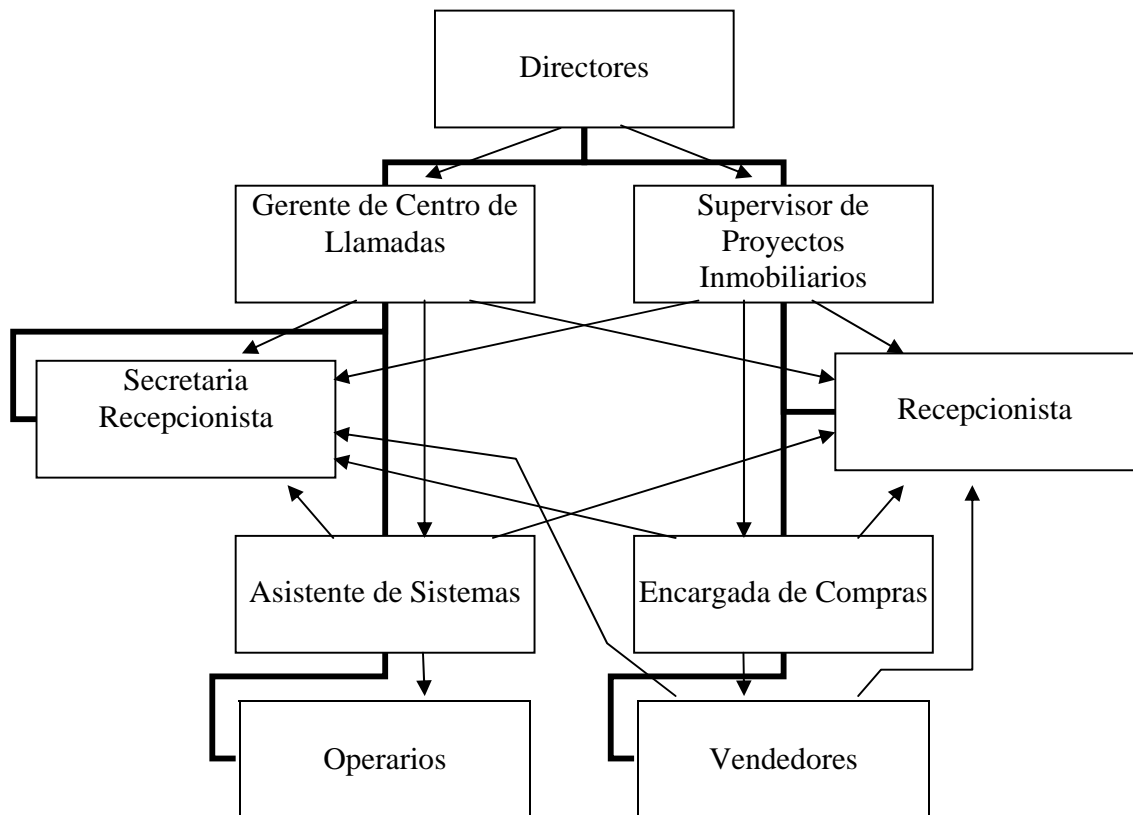 Directores
Gerente de Centro de
Llamadas
Supervisor de
Proyectos
Inmobiliarios
Secretaria
Recepcionista
Recepcionista
Asistente de Sistemas
Encargada de Compras
Operarios
Vendedores